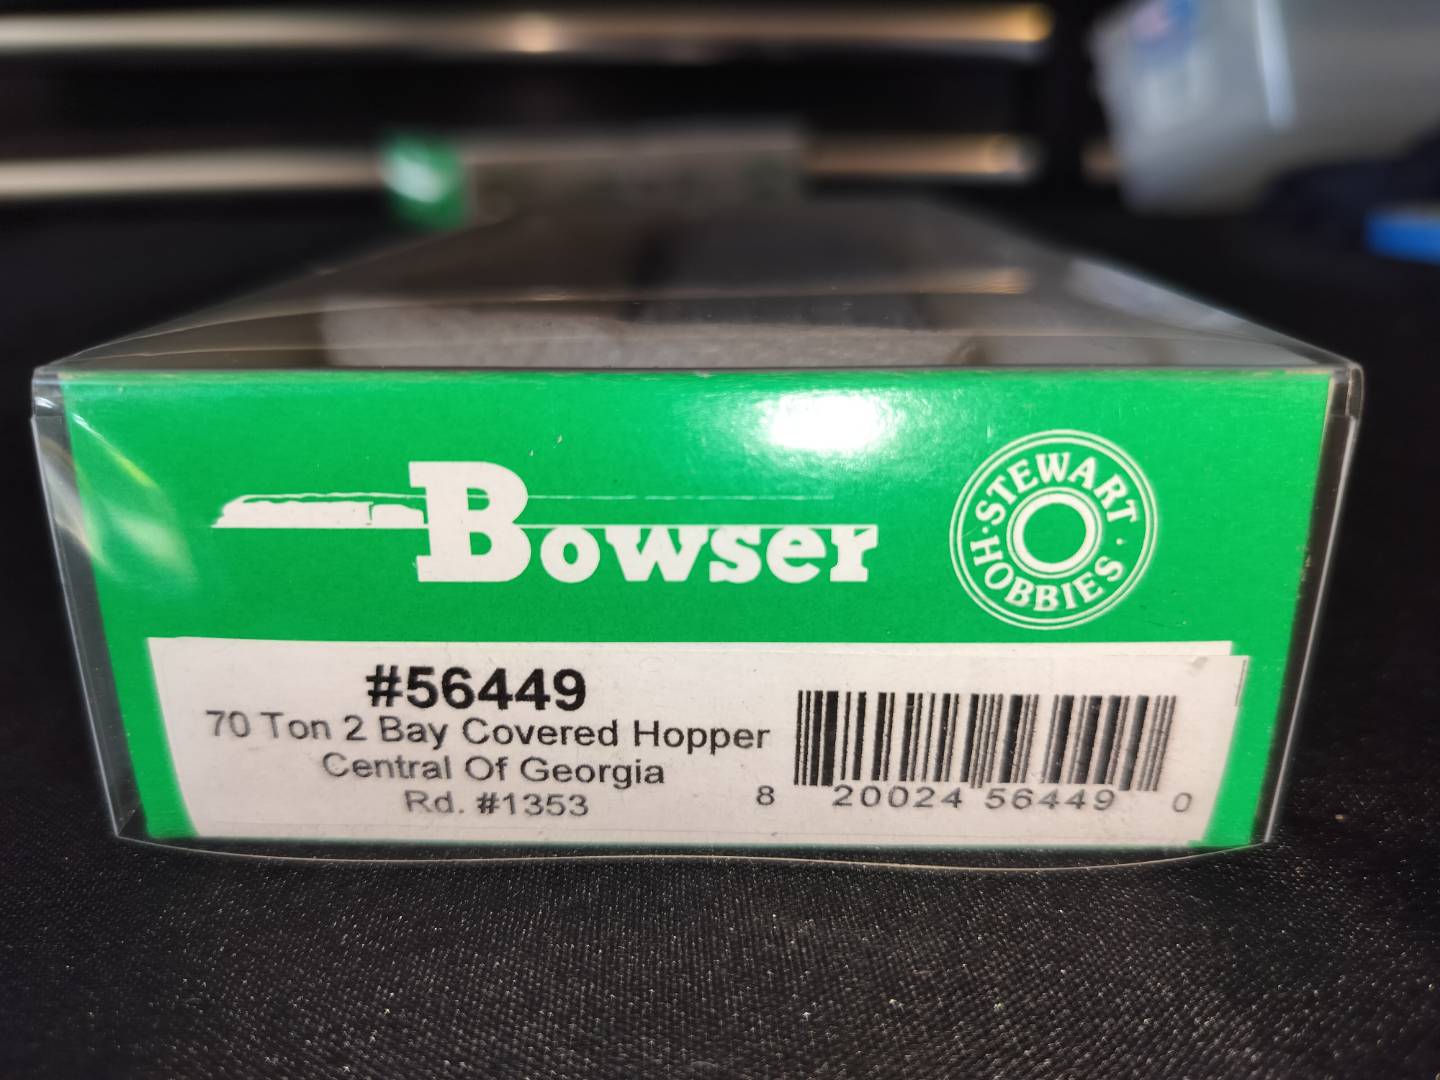 Bowser
STEWART HOBBIES
#56449
70 Ton 2 Bay Covered Hopper
Central Of Georgia
Rd. #1353
8 20024 56449 0